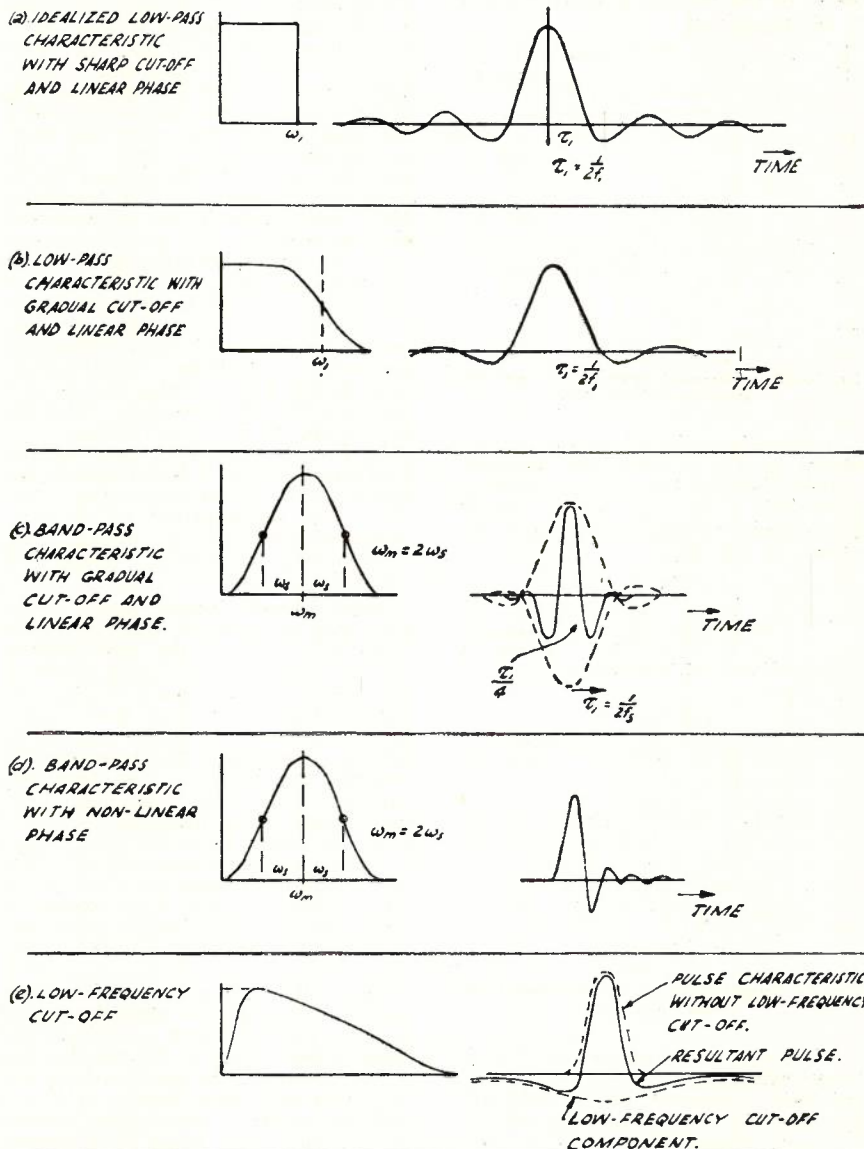 (a). IDEALIZED LOW-PASS
CHARACTERISTIC
WITH SHARP CUT-OFF
AND LINEAR PHASE
ω₁
τ₁
τ₁ = 1/2f₁
TIME
(b). LOW-PASS
CHARACTERISTIC WITH
GRADUAL CUT-OFF
AND LINEAR PHASE
ω₁
τ₁ = 1/2f₁
TIME
(c). BAND-PASS
CHARACTERISTIC
WITH GRADUAL
CUT-OFF AND
LINEAR PHASE.
ωm = 2ωs
ωs ωs
ωm
TIME
τ₁/4
τ₁ = 1/2fs
(d). BAND-PASS
CHARACTERISTIC
WITH NON-LINEAR
PHASE
ωm = 2ωs
ωs ωs
ωm
TIME
(e). LOW-FREQUENCY
CUT-OFF
PULSE CHARACTERISTIC
WITHOUT LOW-FREQUENCY
CUT-OFF.
RESULTANT PULSE.
LOW-FREQUENCY CUT-OFF
COMPONENT.